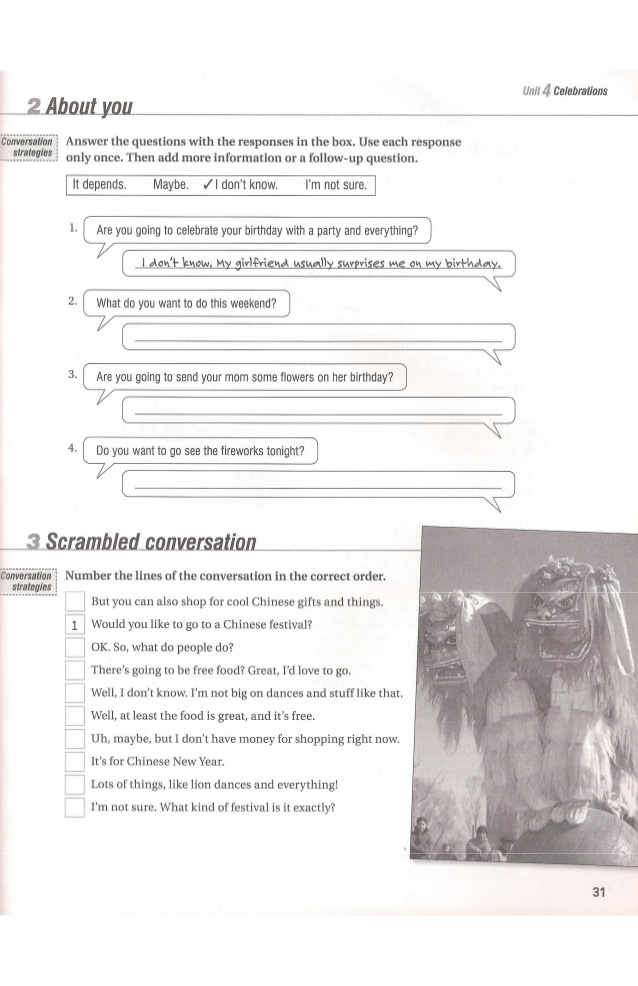 Unit 4 Celebrations
2 About you
Conversation
strategies
Answer the questions with the responses in the box. Use each response
only once. Then add more information or a follow-up question.
It depends. Maybe. ✓I don't know. I'm not sure.
1. Are you going to celebrate your birthday with a party and everything?
I don't know. My girlfriend usually surprises me on my birthday.
2. What do you want to do this weekend?
3. Are you going to send your mom some flowers on her birthday?
4. Do you want to go see the fireworks tonight?
3 Scrambled conversation
Conversation
strategies
Number the lines of the conversation in the correct order.
But you can also shop for cool Chinese gifts and things.
1 Would you like to go to a Chinese festival?
OK. So, what do people do?
There's going to be free food? Great, I'd love to go.
Well, I don't know. I'm not big on dances and stuff like that.
Well, at least the food is great, and it's free.
Uh, maybe, but I don't have money for shopping right now.
It's for Chinese New Year.
Lots of things, like lion dances and everything!
I'm not sure. What kind of festival is it exactly?
31